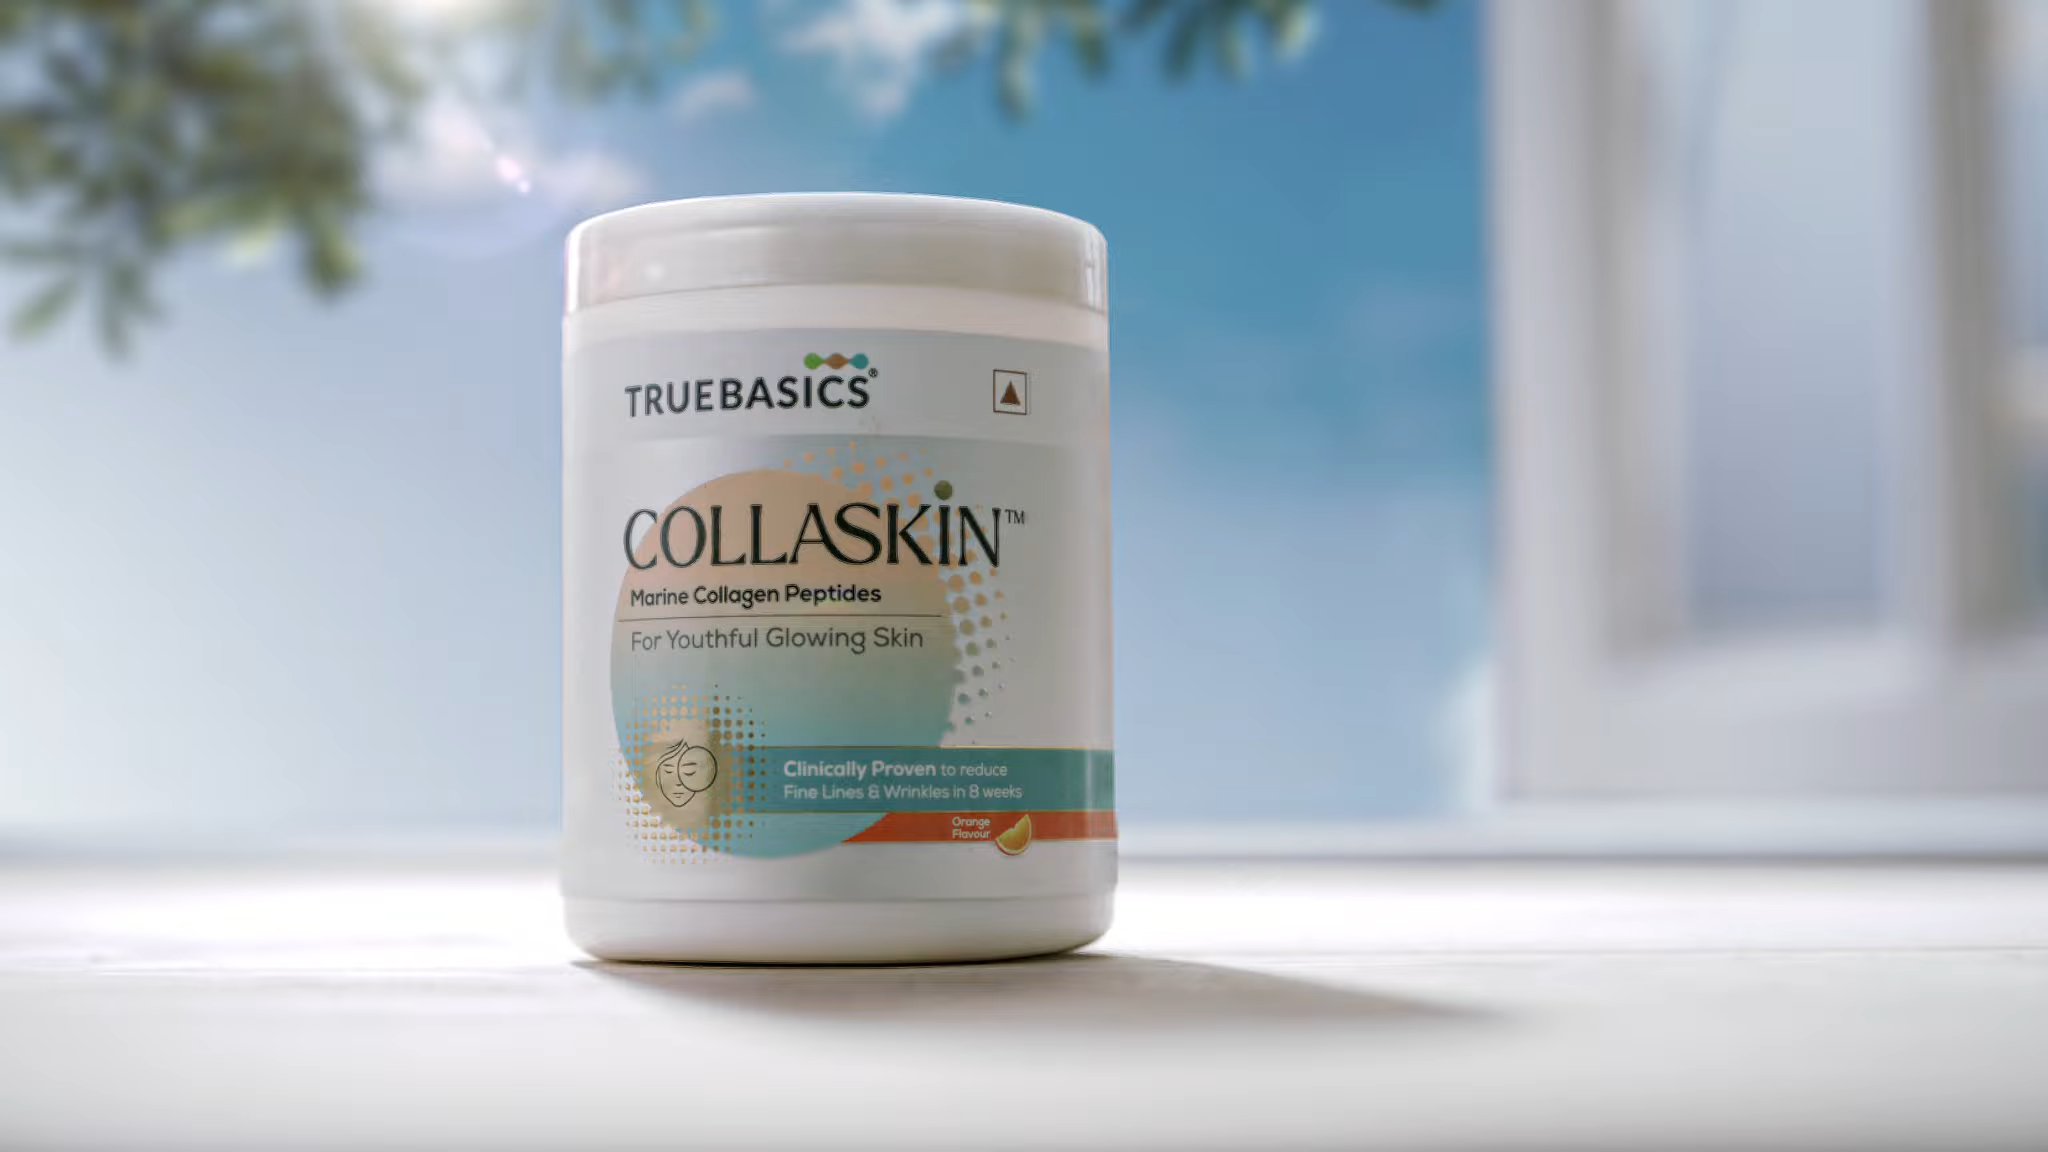 TRUEBASICS®
COLLASKIN™
Marine Collagen Peptides
For Youthful Glowing Skin
Clinically Proven to reduce
Fine Lines & Wrinkles in 8 weeks
Orange
Flavour